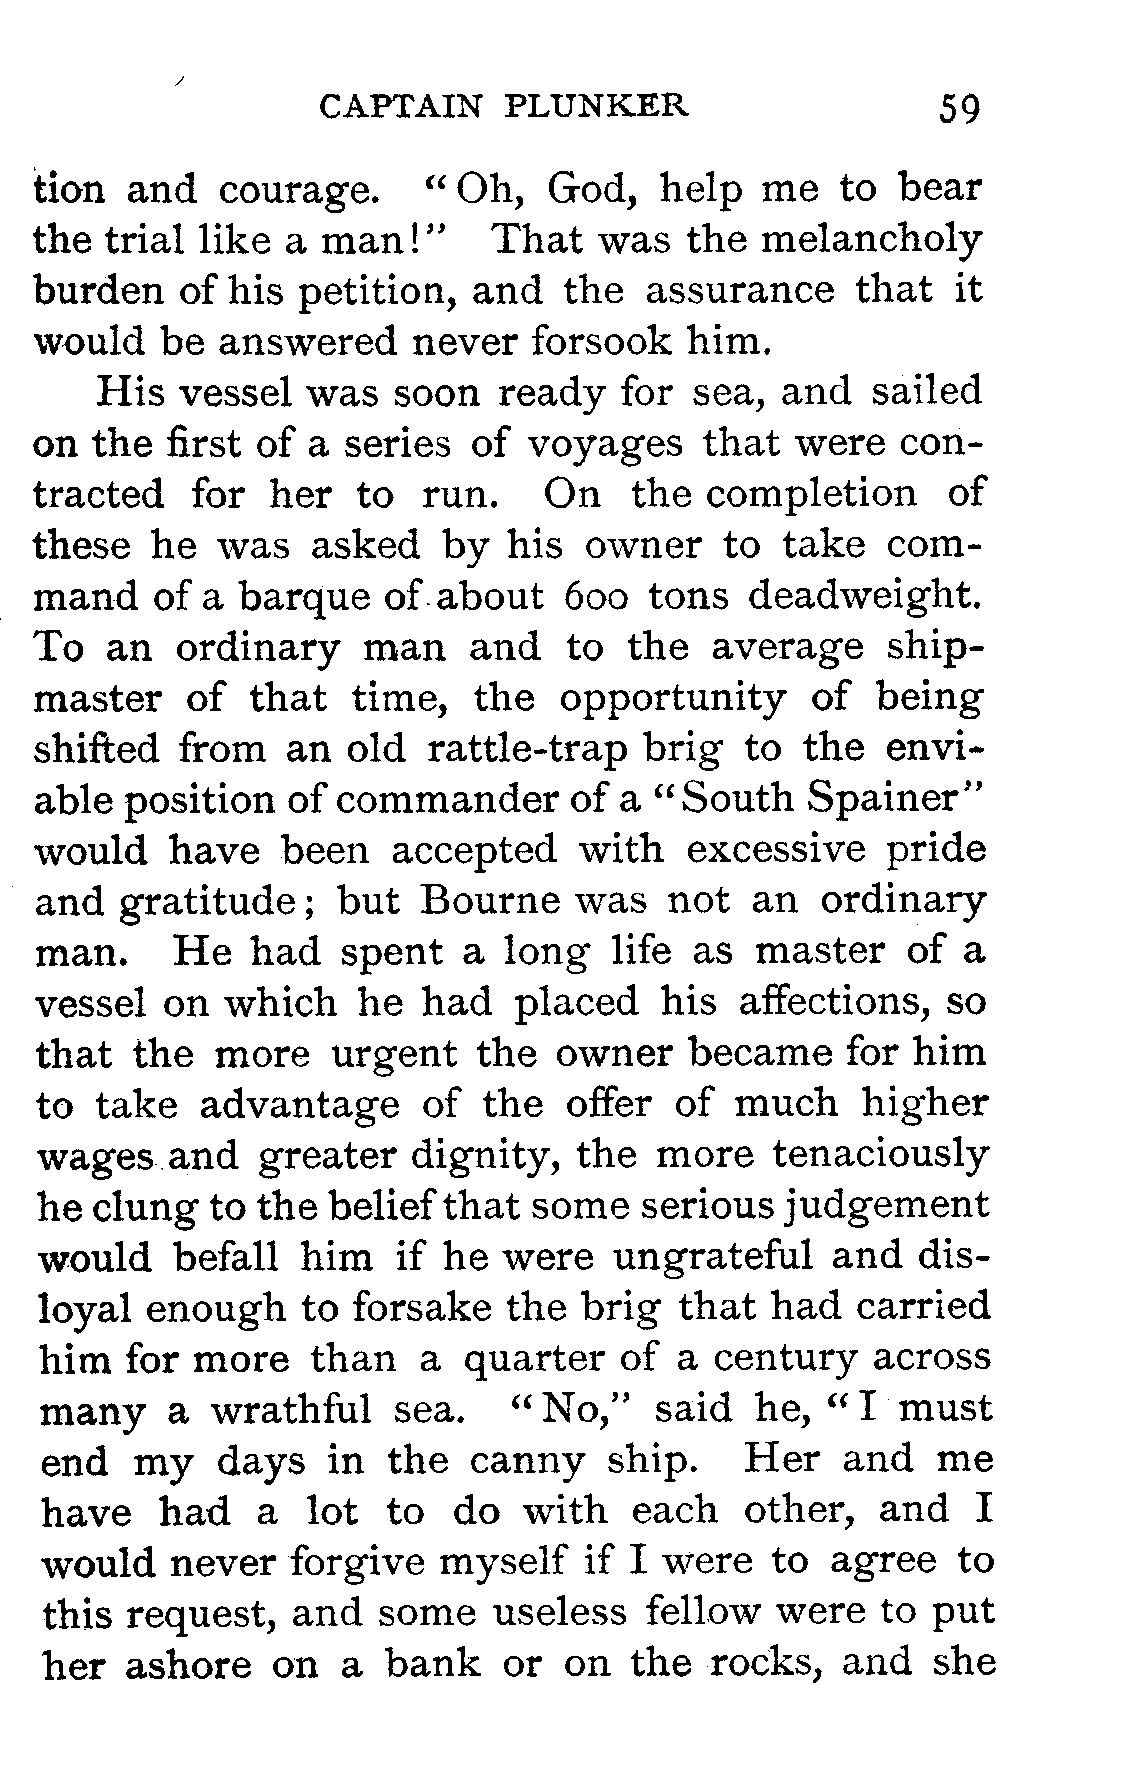 CAPTAIN PLUNKER 59
tion and courage. “Oh, God, help me to bear
the trial like a man!” That was the melancholy
burden of his petition, and the assurance that it
would be answered never forsook him.
His vessel was soon ready for sea, and sailed
on the first of a series of voyages that were con-
tracted for her to run. On the completion of
these he was asked by his owner to take com-
mand of a barque of about 600 tons deadweight.
To an ordinary man and to the average ship-
master of that time, the opportunity of being
shifted from an old rattle-trap brig to the envi-
able position of commander of a “South Spainer”
would have been accepted with excessive pride
and gratitude; but Bourne was not an ordinary
man. He had spent a long life as master of a
vessel on which he had placed his affections, so
that the more urgent the owner became for him
to take advantage of the offer of much higher
wages and greater dignity, the more tenaciously
he clung to the belief that some serious judgement
would befall him if he were ungrateful and dis-
loyal enough to forsake the brig that had carried
him for more than a quarter of a century across
many a wrathful sea. “No,” said he, “I must
end my days in the canny ship. Her and me
have had a lot to do with each other, and I
would never forgive myself if I were to agree to
this request, and some useless fellow were to put
her ashore on a bank or on the rocks, and she